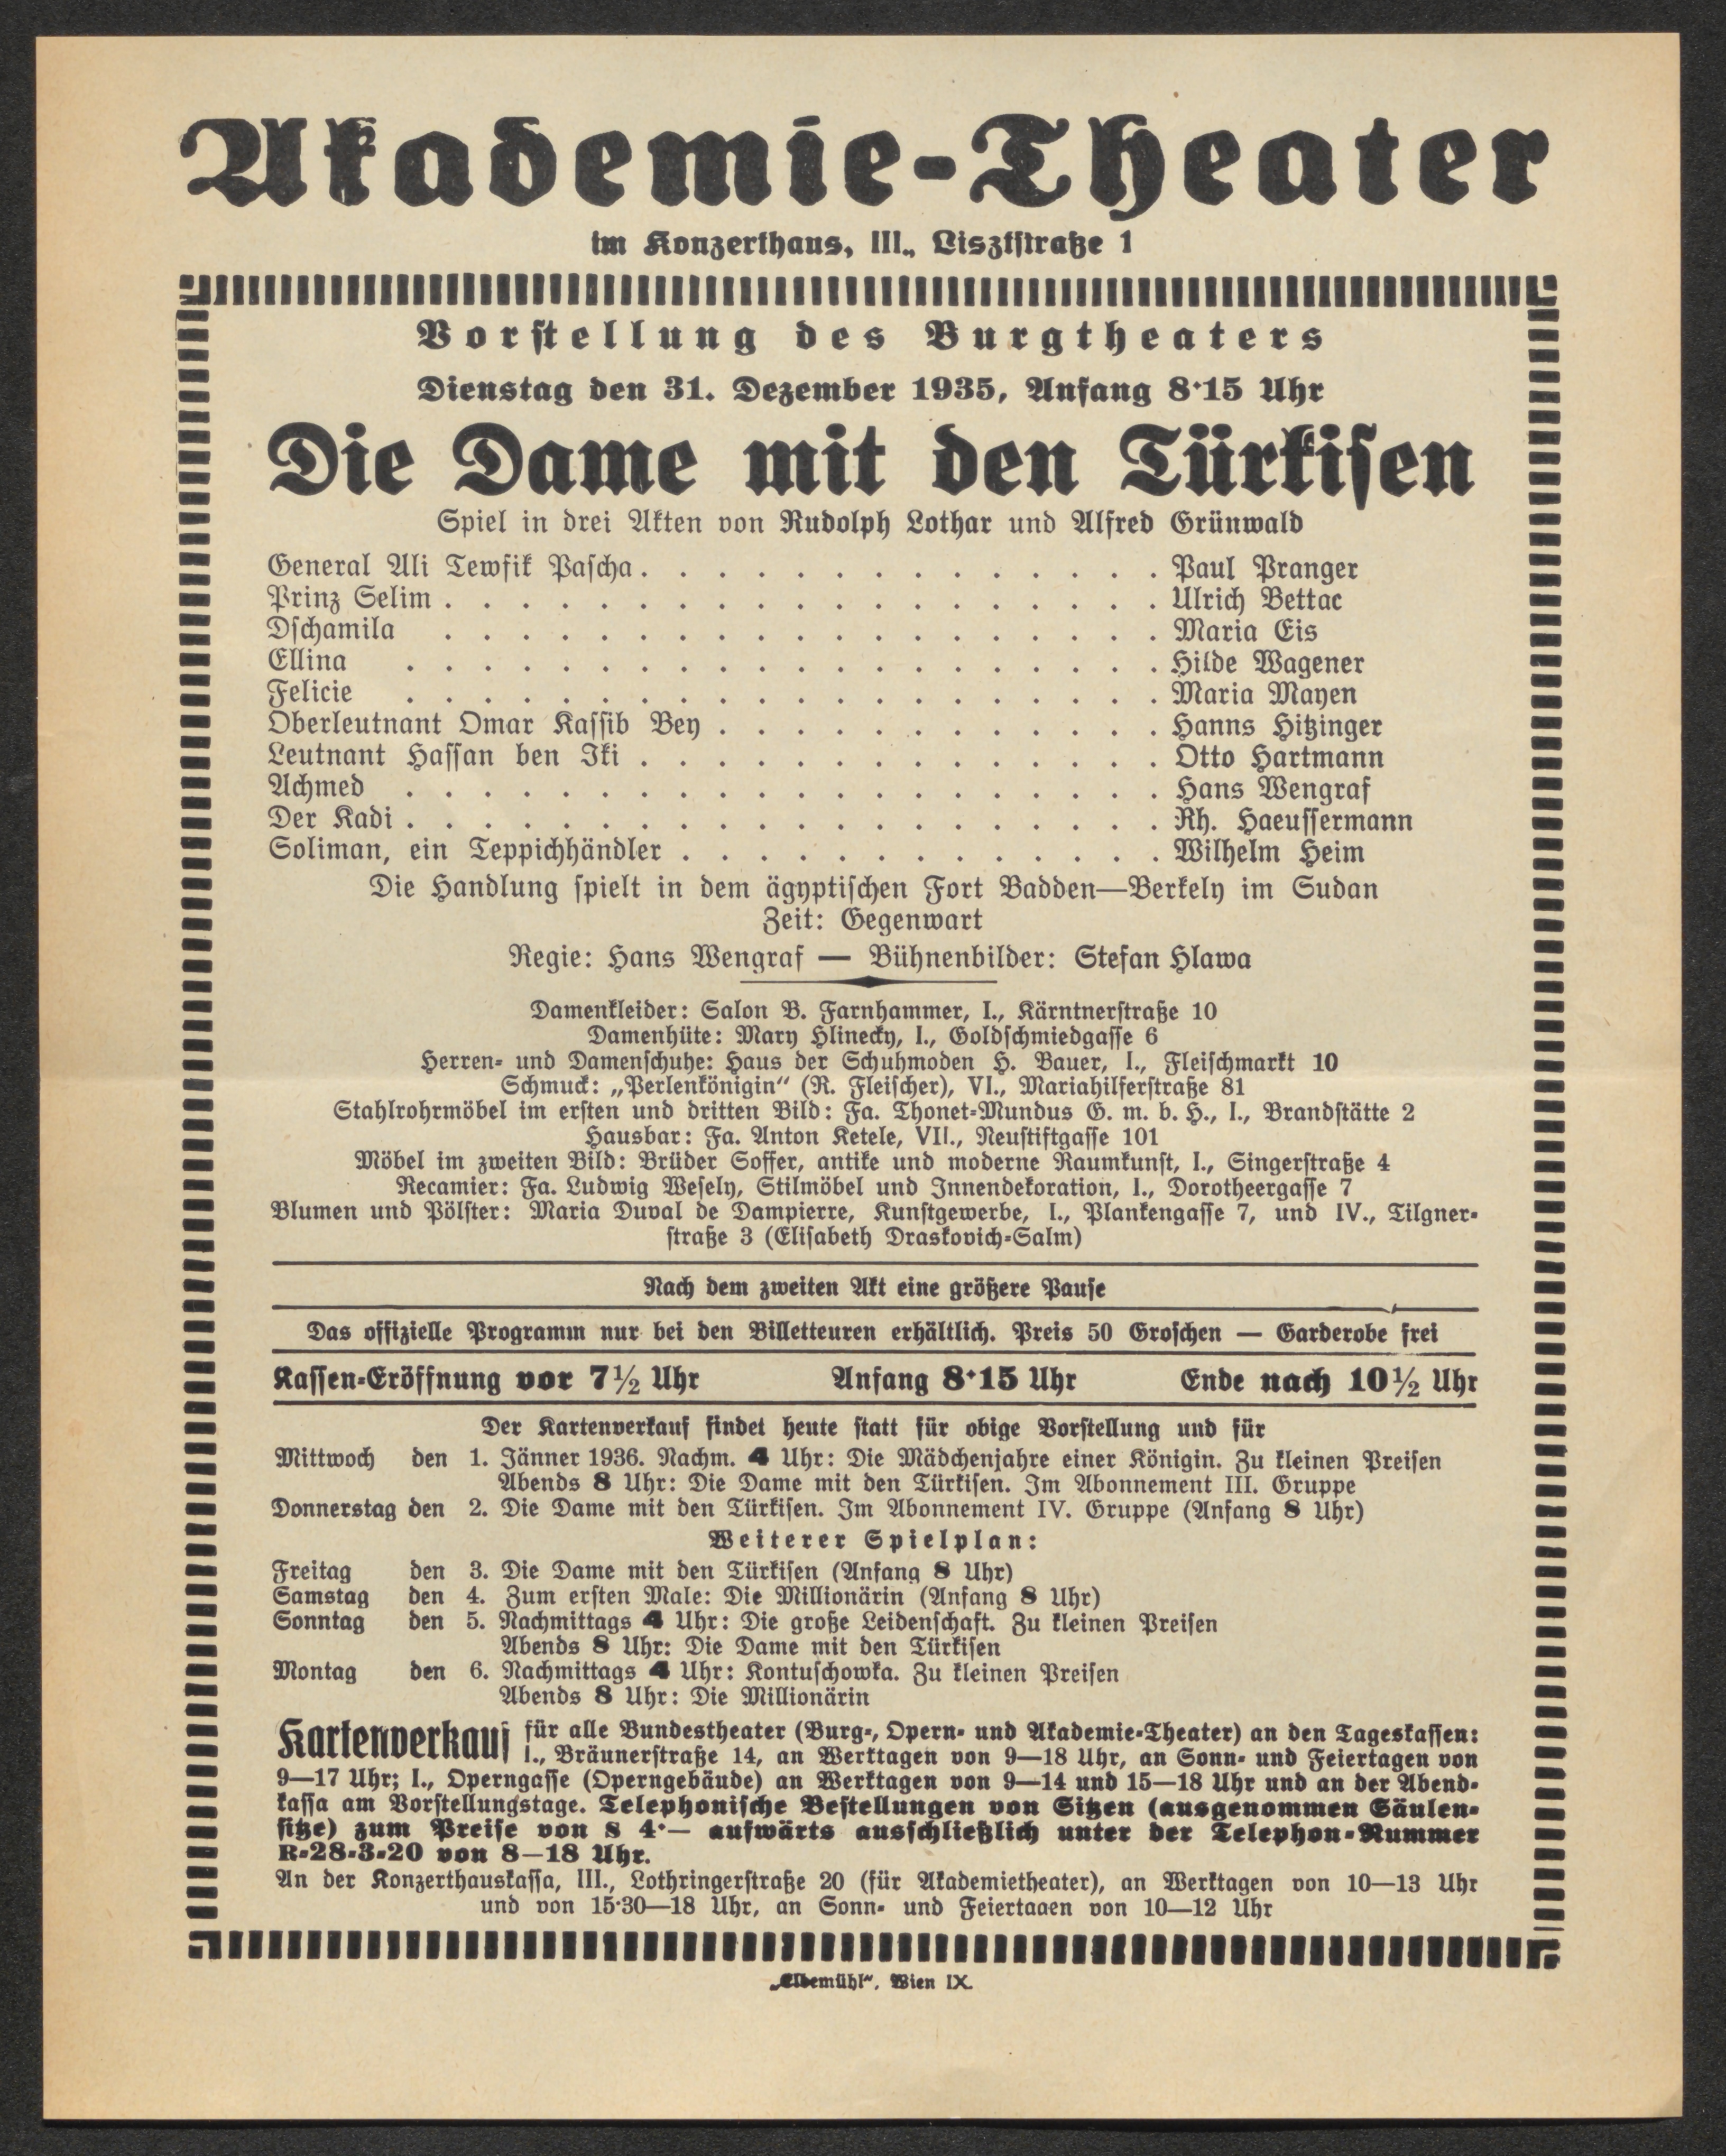 Akademie-Theater
im Konzerthaus, III., Lisztstraße 1
Vorstellung des Burgtheaters
Dienstag den 31. Dezember 1935, Anfang 8·15 Uhr
Die Dame mit den Türkisen
Spiel in drei Akten von Rudolph Lothar und Alfred Grünwald
General Ali Tewfik Pascha . . . . . . . . . . . . . . Paul Pranger
Prinz Selim . . . . . . . . . . . . . . . . . . . Ulrich Bettac
Dschamila . . . . . . . . . . . . . . . . . . . Maria Eis
Ellina . . . . . . . . . . . . . . . . . . . . Hilde Wagener
Felicie . . . . . . . . . . . . . . . . . . . . Maria Mayen
Oberleutnant Omar Kassib Bey . . . . . . . . . . . . Hanns Hitzinger
Leutnant Hassan ben Iki . . . . . . . . . . . . . . Otto Hartmann
Achmed . . . . . . . . . . . . . . . . . . . . Hans Wengraf
Der Kadi . . . . . . . . . . . . . . . . . . . . Rh. Haeussermann
Soliman, ein Teppichhändler . . . . . . . . . . . . . Wilhelm Heim
Die Handlung spielt in dem ägyptischen Fort Badden—Berkely im Sudan
Zeit: Gegenwart
Regie: Hans Wengraf — Bühnenbilder: Stefan Hlawa
Damenkleider: Salon B. Farnhammer, I., Kärntnerstraße 10
Damenhüte: Mary Hlinecky, I., Goldschmiedgasse 6
Herren- und Damenschuhe: Haus der Schuhmoden H. Bauer, I., Fleischmarkt 10
Schmuck: „Perlenkönigin“ (R. Fleischer), VI., Mariahilferstraße 81
Stahlrohrmöbel im ersten und dritten Bild: Fa. Thonet-Mundus G. m. b. H., I., Brandstätte 2
Hausbar: Fa. Anton Ketele, VII., Neustiftgasse 101
Möbel im zweiten Bild: Brüder Soffer, antike und moderne Raumkunst, I., Singerstraße 4
Recamier: Fa. Ludwig Wesely, Stilmöbel und Innendekoration, I., Dorotheergasse 7
Blumen und Pölster: Maria Duval de Dampierre, Kunstgewerbe, I., Plankengasse 7, und IV., Tilgner-
straße 3 (Elisabeth Draskovich-Salm)
Nach dem zweiten Akt eine größere Pause
Das offizielle Programm nur bei den Billetteuren erhältlich. Preis 50 Groschen — Garderobe frei
Kassen-Eröffnung vor 7½ Uhr Anfang 8·15 Uhr Ende nach 10½ Uhr
Der Kartenverkauf findet heute statt für obige Vorstellung und für
Mittwoch den 1. Jänner 1936. Nachm. 4 Uhr: Die Mädchenjahre einer Königin. Zu kleinen Preisen
Abends 8 Uhr: Die Dame mit den Türkisen. Im Abonnement III. Gruppe
Donnerstag den 2. Die Dame mit den Türkisen. Im Abonnement IV. Gruppe (Anfang 8 Uhr)
Weiterer Spielplan:
Freitag den 3. Die Dame mit den Türkisen (Anfang 8 Uhr)
Samstag den 4. Zum ersten Male: Die Millionärin (Anfang 8 Uhr)
Sonntag den 5. Nachmittags 4 Uhr: Die große Leidenschaft. Zu kleinen Preisen
Abends 8 Uhr: Die Dame mit den Türkisen
Montag den 6. Nachmittags 4 Uhr: Kontuschowka. Zu kleinen Preisen
Abends 8 Uhr: Die Millionärin
Kartenverkauf für alle Bundestheater (Burg-, Opern- und Akademie-Theater) an den Tageskassen:
I., Bräunerstraße 14, an Werktagen von 9—18 Uhr, an Sonn- und Feiertagen von
9—17 Uhr; I., Operngasse (Operngebäude) an Werktagen von 9—14 und 15—18 Uhr und an der Abend-
kassa am Vorstellungstage. Telephonische Bestellungen von Sitzen (ausgenommen Säulen-
sitze) zum Preise von S 4·— aufwärts ausschließlich unter der Telephon-Nummer
R-28-3-20 von 8—18 Uhr.
An der Konzerthauskassa, III., Lothringerstraße 20 (für Akademietheater), an Werktagen von 10—13 Uhr
und von 15·30—18 Uhr, an Sonn- und Feiertagen von 10—12 Uhr
„Elbemühl“, Wien IX.